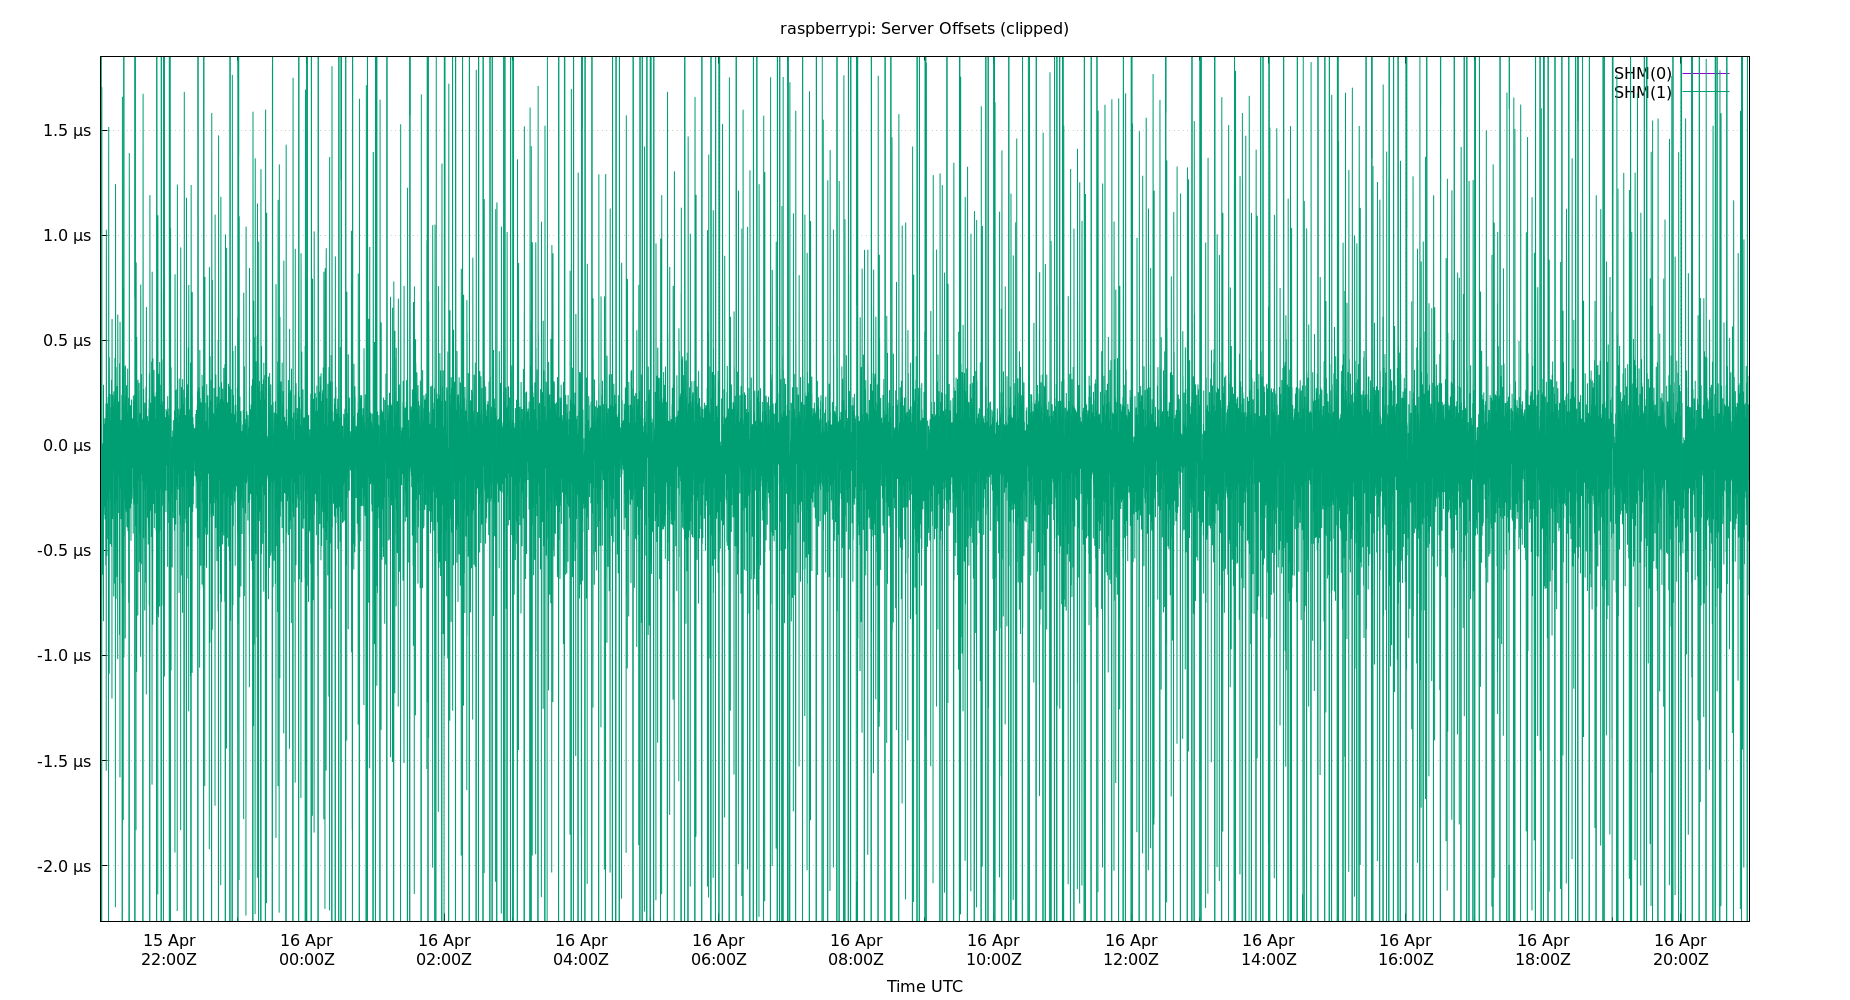 raspberrypi: Server Offsets (clipped)
SHM(0)
SHM(1)
1.5 µs
1.0 µs
0.5 µs
0.0 µs
-0.5 µs
-1.0 µs
-1.5 µs
-2.0 µs
15 Apr 16 Apr 16 Apr 16 Apr 16 Apr 16 Apr 16 Apr 16 Apr 16 Apr 16 Apr 16 Apr 16 Apr
22:00Z 00:00Z 02:00Z 04:00Z 06:00Z 08:00Z 10:00Z 12:00Z 14:00Z 16:00Z 18:00Z 20:00Z
Time UTC